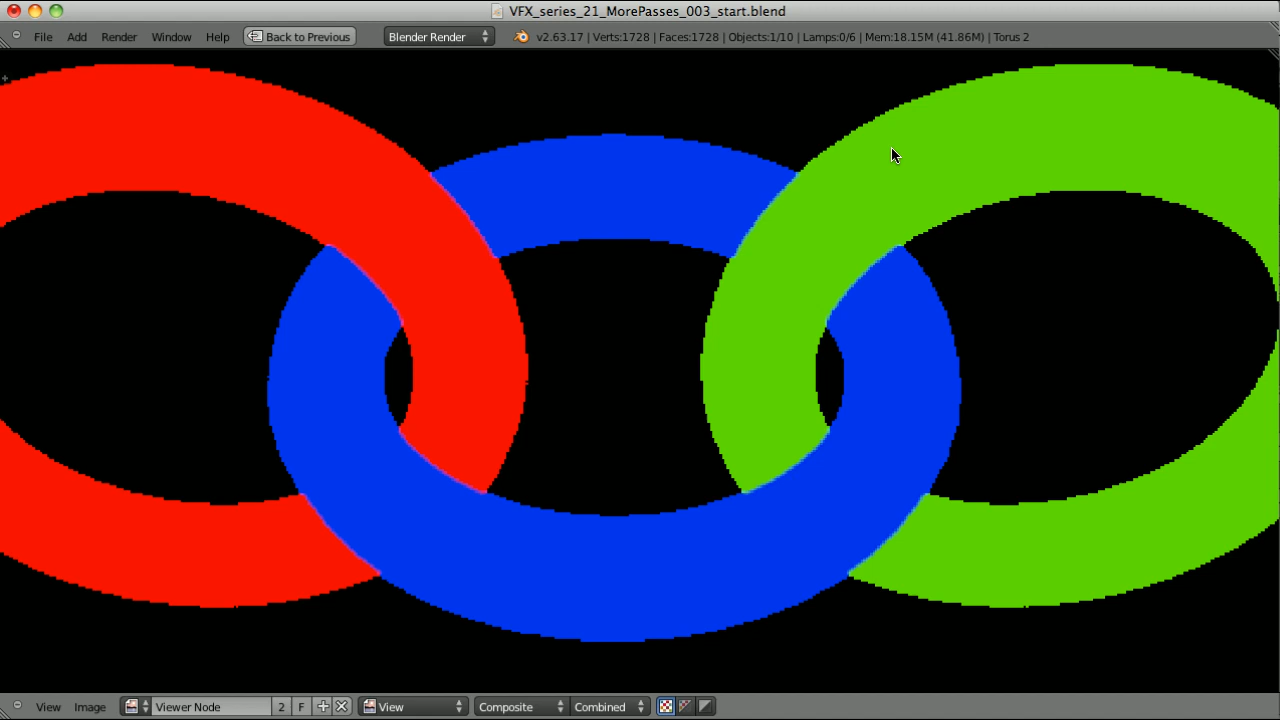 VFX_series_21_MorePasses_003_start.blend
File Add Render Window Help Back to Previous Blender Render v2.63.17 | Verts:1728 | Faces:1728 | Objects:1/10 | Lamps:0/6 | Mem:18.15M (41.86M) | Torus 2
View Image Viewer Node 2 F View Composite Combined